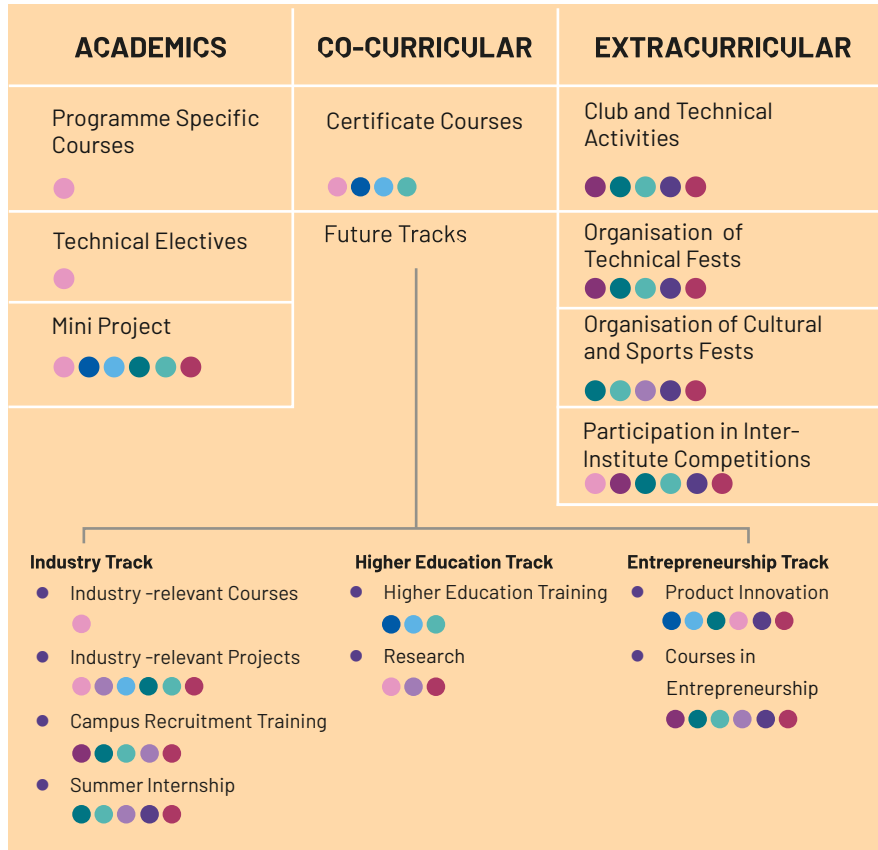 ACADEMICS
CO-CURRICULAR
EXTRACURRICULAR
Programme Specific
Courses
Certificate Courses
Club and Technical
Activities
Technical Electives
Future Tracks
Organisation of
Technical Fests
Mini Project
Organisation of Cultural
and Sports Fests
Participation in Inter-
Institute Competitions
Industry Track
Industry -relevant Courses
Industry -relevant Projects
Campus Recruitment Training
Summer Internship
Higher Education Track
Higher Education Training
Research
Entrepreneurship Track
Product Innovation
Courses in
Entrepreneurship